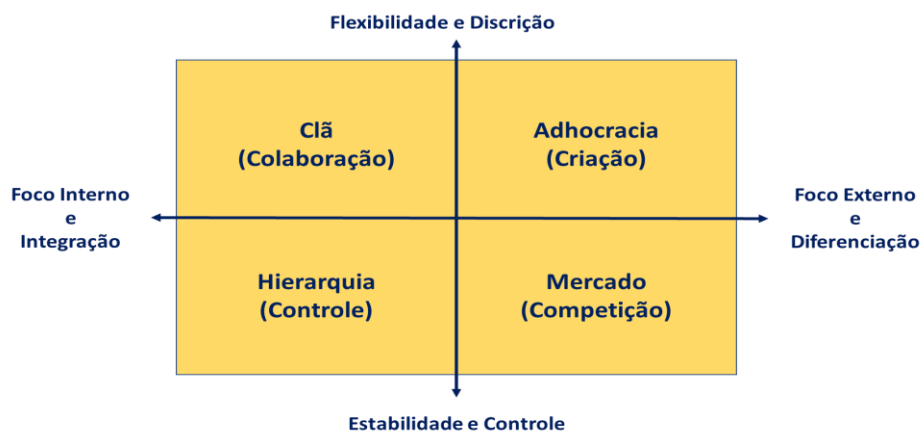 Flexibilidade e Discrição
Clã
(Colaboração)
Adhocracia
(Criação)
Foco Interno
e
Integração
Foco Externo
e
Diferenciação
Hierarquia
(Controle)
Mercado
(Competição)
Estabilidade e Controle